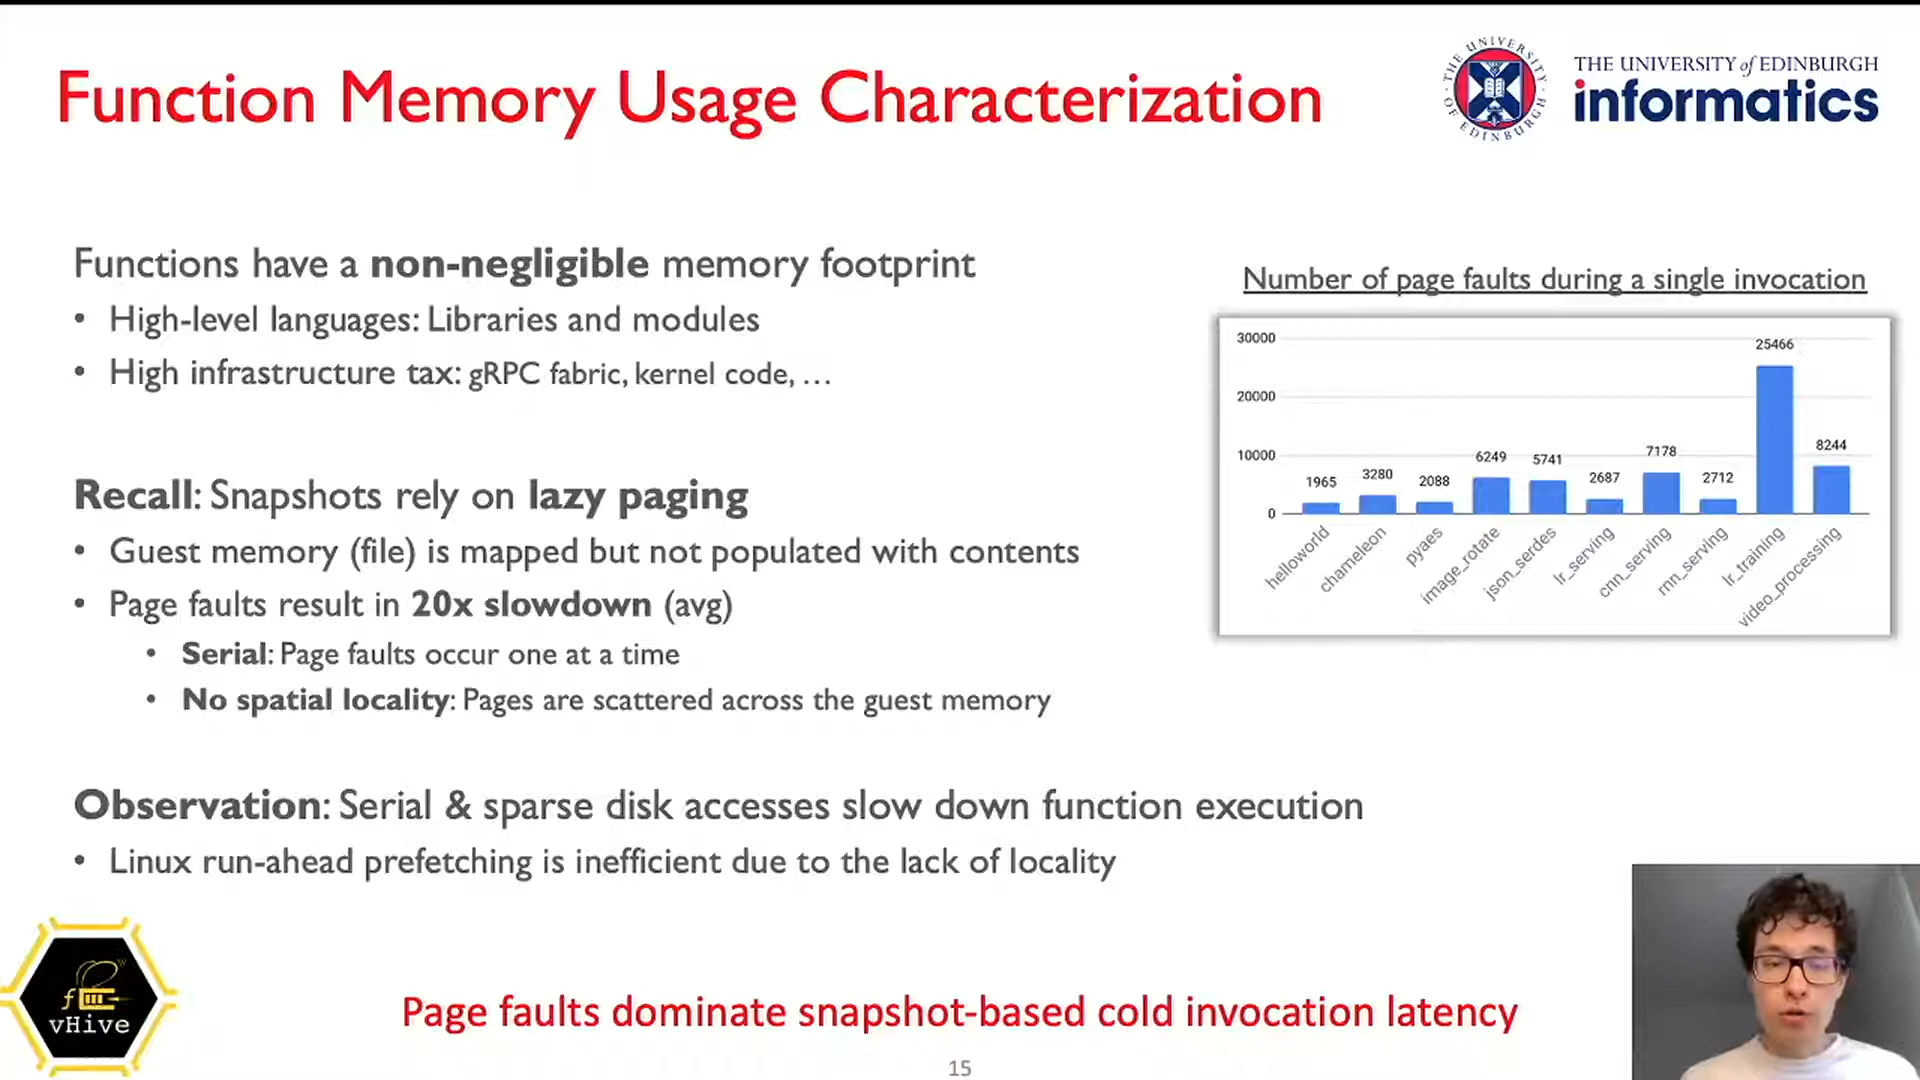 Function Memory Usage Characterization
THE UNIVERSITY of EDINBURGH
informatics
THE UNIVERSITY OF EDINBURGH
Functions have a non-negligible memory footprint
• High-level languages: Libraries and modules
• High infrastructure tax: gRPC fabric, kernel code, …
Recall: Snapshots rely on lazy paging
• Guest memory (file) is mapped but not populated with contents
• Page faults result in 20x slowdown (avg)
• Serial: Page faults occur one at a time
• No spatial locality: Pages are scattered across the guest memory
Observation: Serial & sparse disk accesses slow down function execution
• Linux run-ahead prefetching is inefficient due to the lack of locality
Number of page faults during a single invocation
30000
20000
10000
0
1965
3280
2088
6249
5741
2687
7178
2712
25466
8244
helloworld
chameleon
pyaes
image_rotate
json_serdes
lr_serving
cnn_serving
rnn_serving
lr_training
video_processing
vHive
Page faults dominate snapshot-based cold invocation latency
15